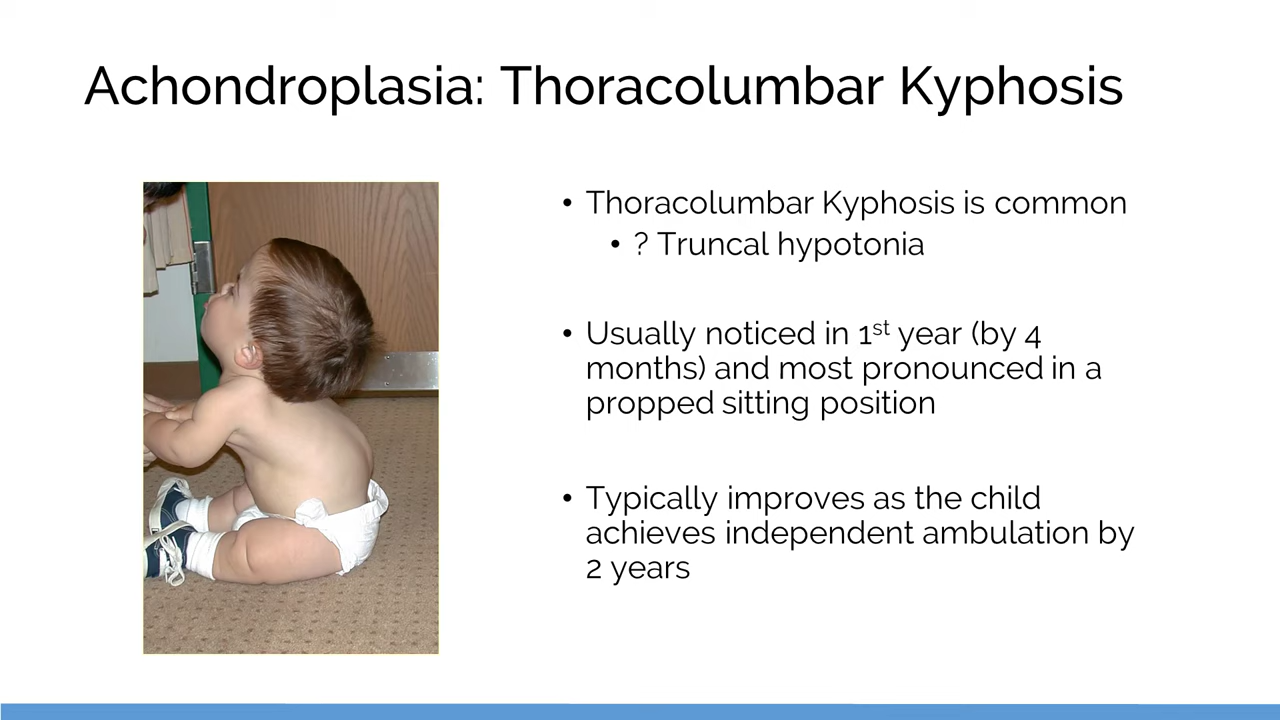 Achondroplasia: Thoracolumbar Kyphosis
• Thoracolumbar Kyphosis is common
• ? Truncal hypotonia
• Usually noticed in 1st year (by 4
months) and most pronounced in a
propped sitting position
• Typically improves as the child
achieves independent ambulation by
2 years